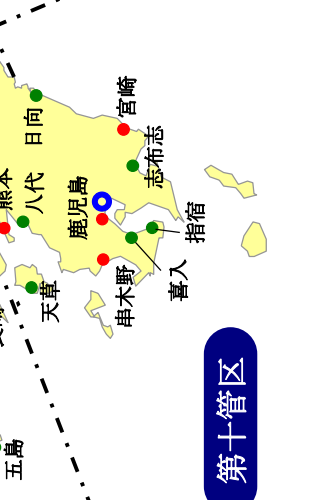 宮崎
日向
志布志
熊本
八代
鹿児島
指宿
喜入
串木野
天草
五島
第十管区